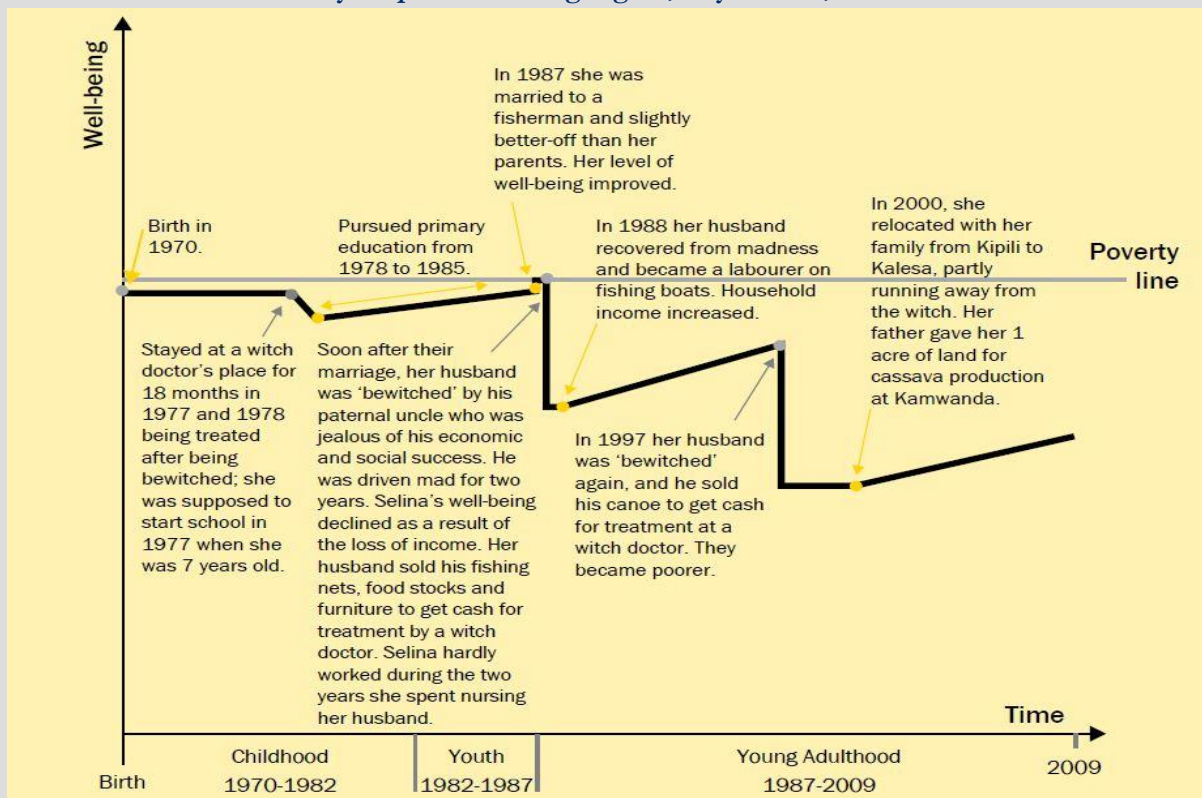 Well-being
In 1987 she was
married to a
fisherman and slightly
better-off than her
parents. Her level of
well-being improved.
Birth in
1970.
Pursued primary
education from
1978 to 1985.
In 1988 her husband
recovered from madness
and became a labourer on
fishing boats. Household
income increased.
In 2000, she
relocated with her
family from Kipili to
Kalesa, partly
running away from
the witch. Her
father gave her 1
acre of land for
cassava production
at Kamwanda.
Poverty
line
Stayed at a witch
doctor's place for
18 months in
1977 and 1978
being treated
after being
bewitched; she
was supposed to
start school in
1977 when she
was 7 years old.
Soon after their
marriage, her husband
was 'bewitched' by his
paternal uncle who was
jealous of his economic
and social success. He
was driven mad for two
years. Selina's well-being
declined as a result of
the loss of income. Her
husband sold his fishing
nets, food stocks and
furniture to get cash for
treatment by a witch
doctor. Selina hardly
worked during the two
years she spent nursing
her husband.
In 1997 her husband
was 'bewitched'
again, and he sold
his canoe to get cash
for treatment at a
witch doctor. They
became poorer.
Time
Birth
Childhood
1970-1982
Youth
1982-1987
Young Adulthood
1987-2009
2009